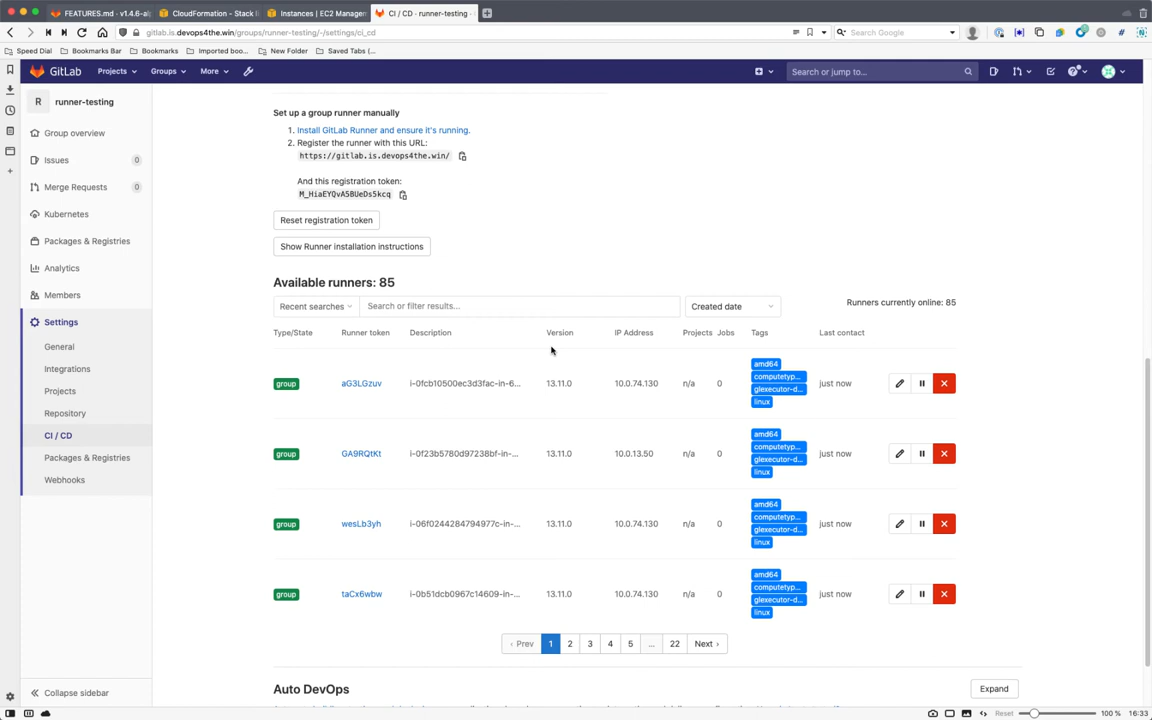 FEATURES.md · v1.4.6-al
CloudFormation - Stack i
Instances | EC2 Manager
CI / CD · runner-testing ·
gitlab.is.devops4the.win/groups/runner-testing/-/settings/ci_cd
Search Google
Speed Dial
Bookmarks Bar
Bookmarks
Imported boo...
New Folder
Saved Tabs (...
GitLab
Projects
Groups
More
Search or jump to...
R
runner-testing
Group overview
Issues
0
Merge Requests
0
Kubernetes
Packages & Registries
Analytics
Members
Settings
General
Integrations
Projects
Repository
CI / CD
Packages & Registries
Webhooks
Collapse sidebar
Set up a group runner manually
1. Install GitLab Runner and ensure it's running.
2. Register the runner with this URL:
https://gitlab.is.devops4the.win/
And this registration token:
M_HiaEYQvA5BUeDs5kcq
Reset registration token
Show Runner installation instructions
Available runners: 85
Recent searches
Search or filter results...
Created date
Runners currently online: 85
Type/State Runner token Description Version IP Address Projects Jobs Tags Last contact
group aG3LGzuv i-0fcb10500ec3d3fac-in-6... 13.11.0 10.0.74.130 n/a 0 amd64 computetyp... glexecutor-d... linux just now
group GA9RQtKt i-0f23b5780d97238bf-in-... 13.11.0 10.0.13.50 n/a 0 amd64 computetyp... glexecutor-d... linux just now
group wesLb3yh i-06f0244284794977c-in-... 13.11.0 10.0.74.130 n/a 0 amd64 computetyp... glexecutor-d... linux just now
group taCx6wbw i-0b51dcb0967c14609-in-... 13.11.0 10.0.74.130 n/a 0 amd64 computetyp... glexecutor-d... linux just now
‹ Prev 1 2 3 4 5 ... 22 Next ›
Auto DevOps
Expand
Reset
100 %
16:33